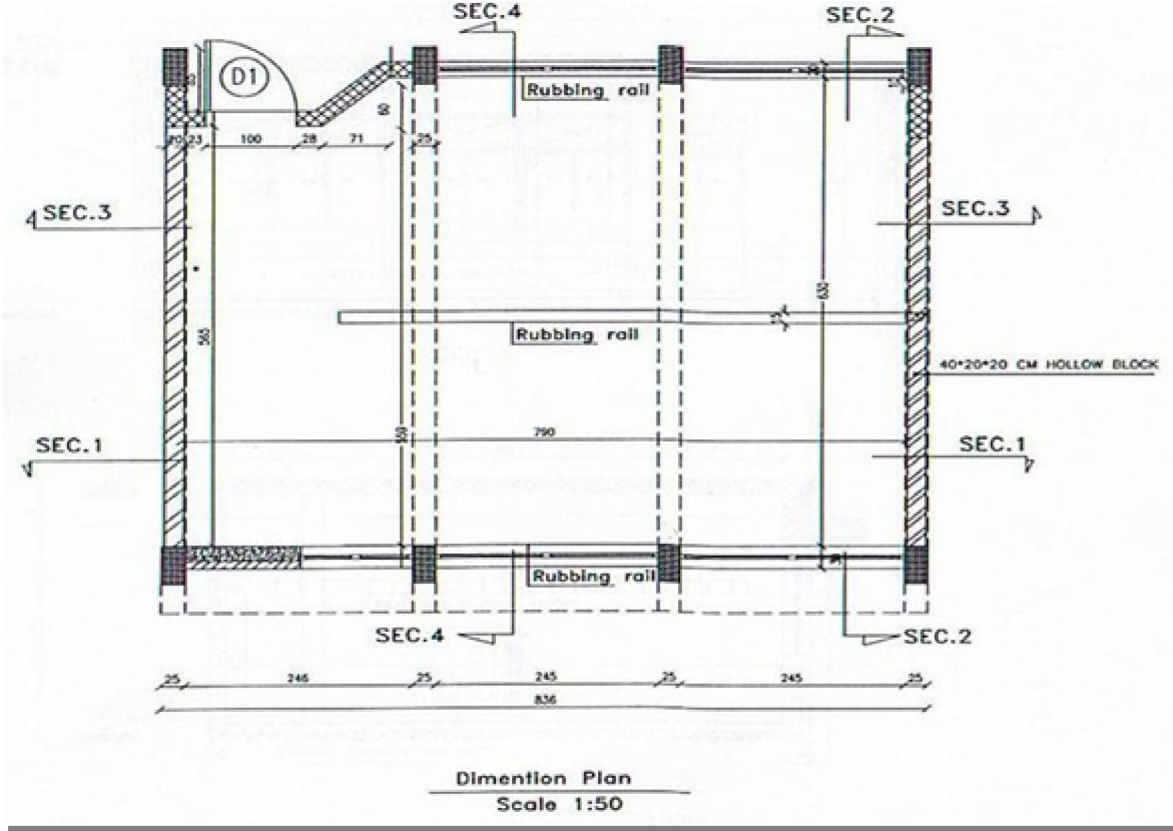 SEC.4
SEC.2
D1
Rubbing rail
60
20 23 100 28 71 25
SEC.3
SEC.3
630
565
Rubbing rail
40*20*20 CM HOLLOW BLOCK
550
790
SEC.1
SEC.1
Rubbing rail
SEC.4
SEC.2
25 246 25 245 25 245 25
836
Dimention Plan
Scale 1:50